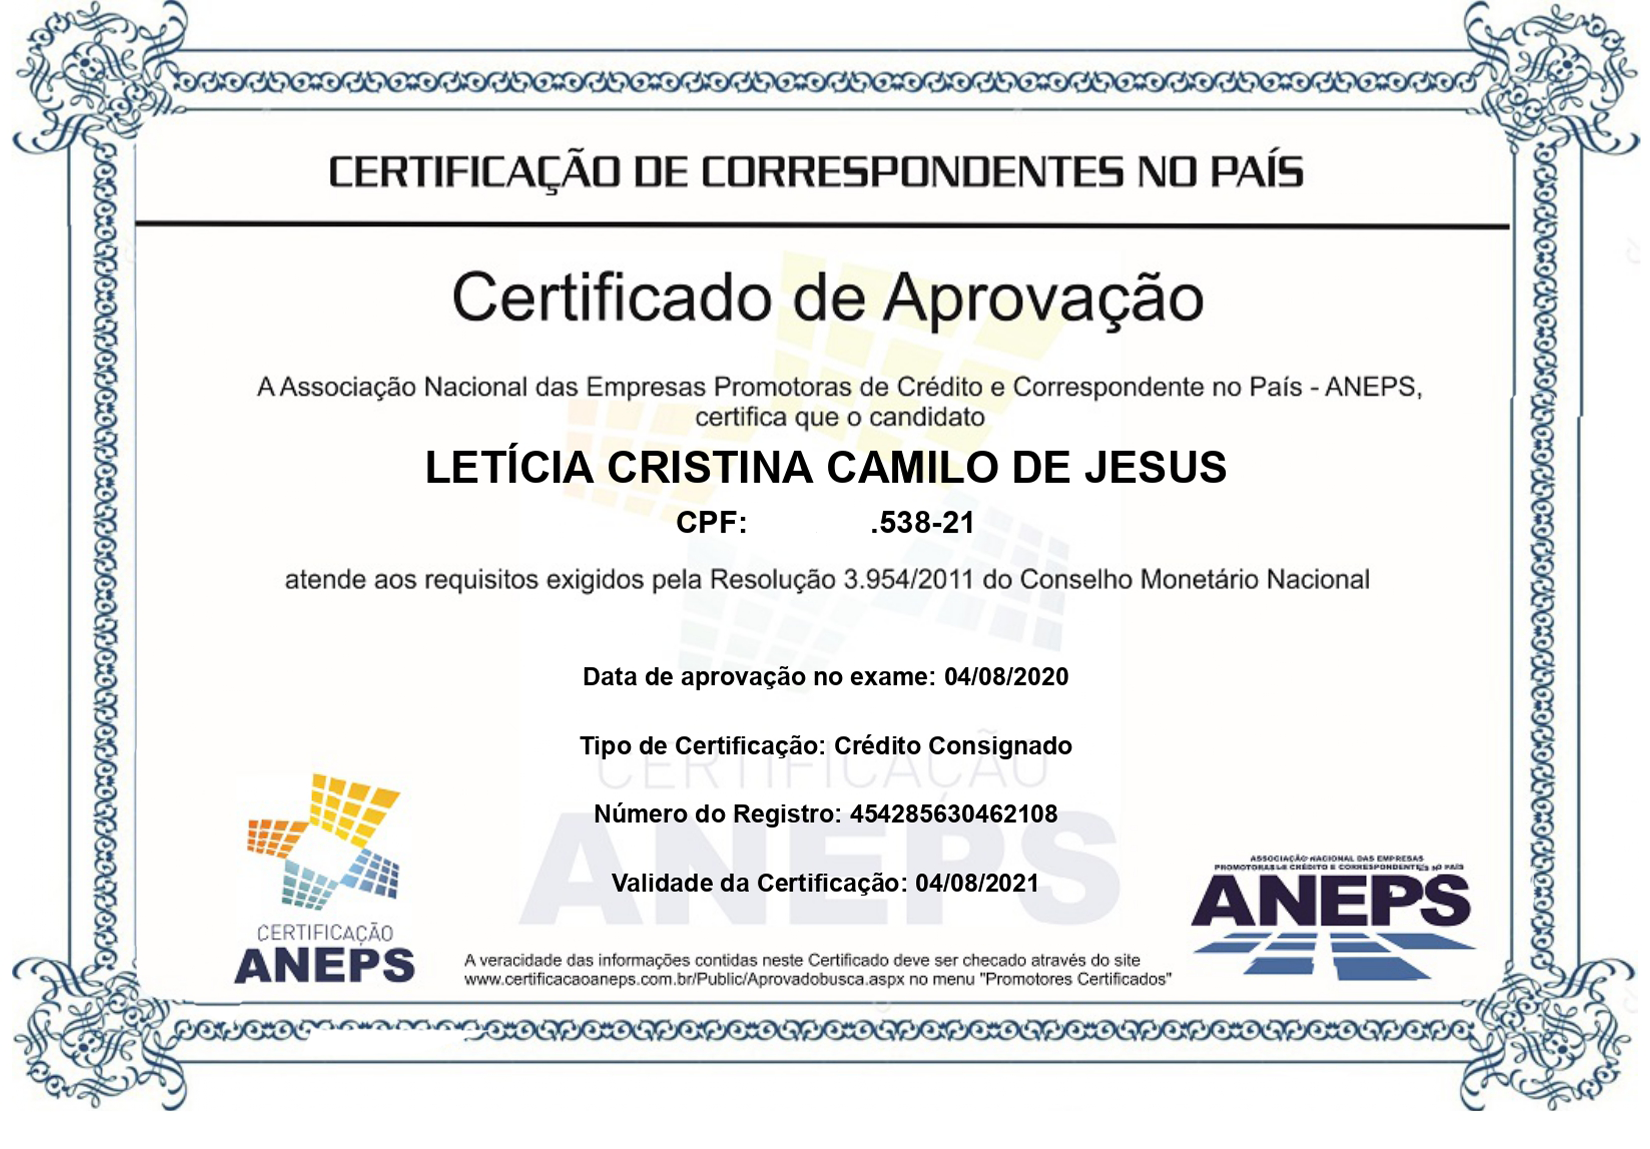 CERTIFICAÇÃO DE CORRESPONDENTES NO PAÍS
Certificado de Aprovação
A Associação Nacional das Empresas Promotoras de Crédito e Correspondente no País - ANEPS,
certifica que o candidato
LETÍCIA CRISTINA CAMILO DE JESUS
CPF: .538-21
atende aos requisitos exigidos pela Resolução 3.954/2011 do Conselho Monetário Nacional
Data de aprovação no exame: 04/08/2020
Tipo de Certificação: Crédito Consignado
CERTIFICAÇÃO
Número do Registro: 454285630462108
ANEPS
Validade da Certificação: 04/08/2021
CERTIFICAÇÃO
ANEPS
ASSOCIAÇÃO NACIONAL DAS EMPRESAS
PROMOTORAS DE CRÉDITO E CORRESPONDENTES NO PAÍS
ANEPS
A veracidade das informações contidas neste Certificado deve ser checado através do site
www.certificacaoaneps.com.br/Public/Aprovadobusca.aspx no menu "Promotores Certificados"